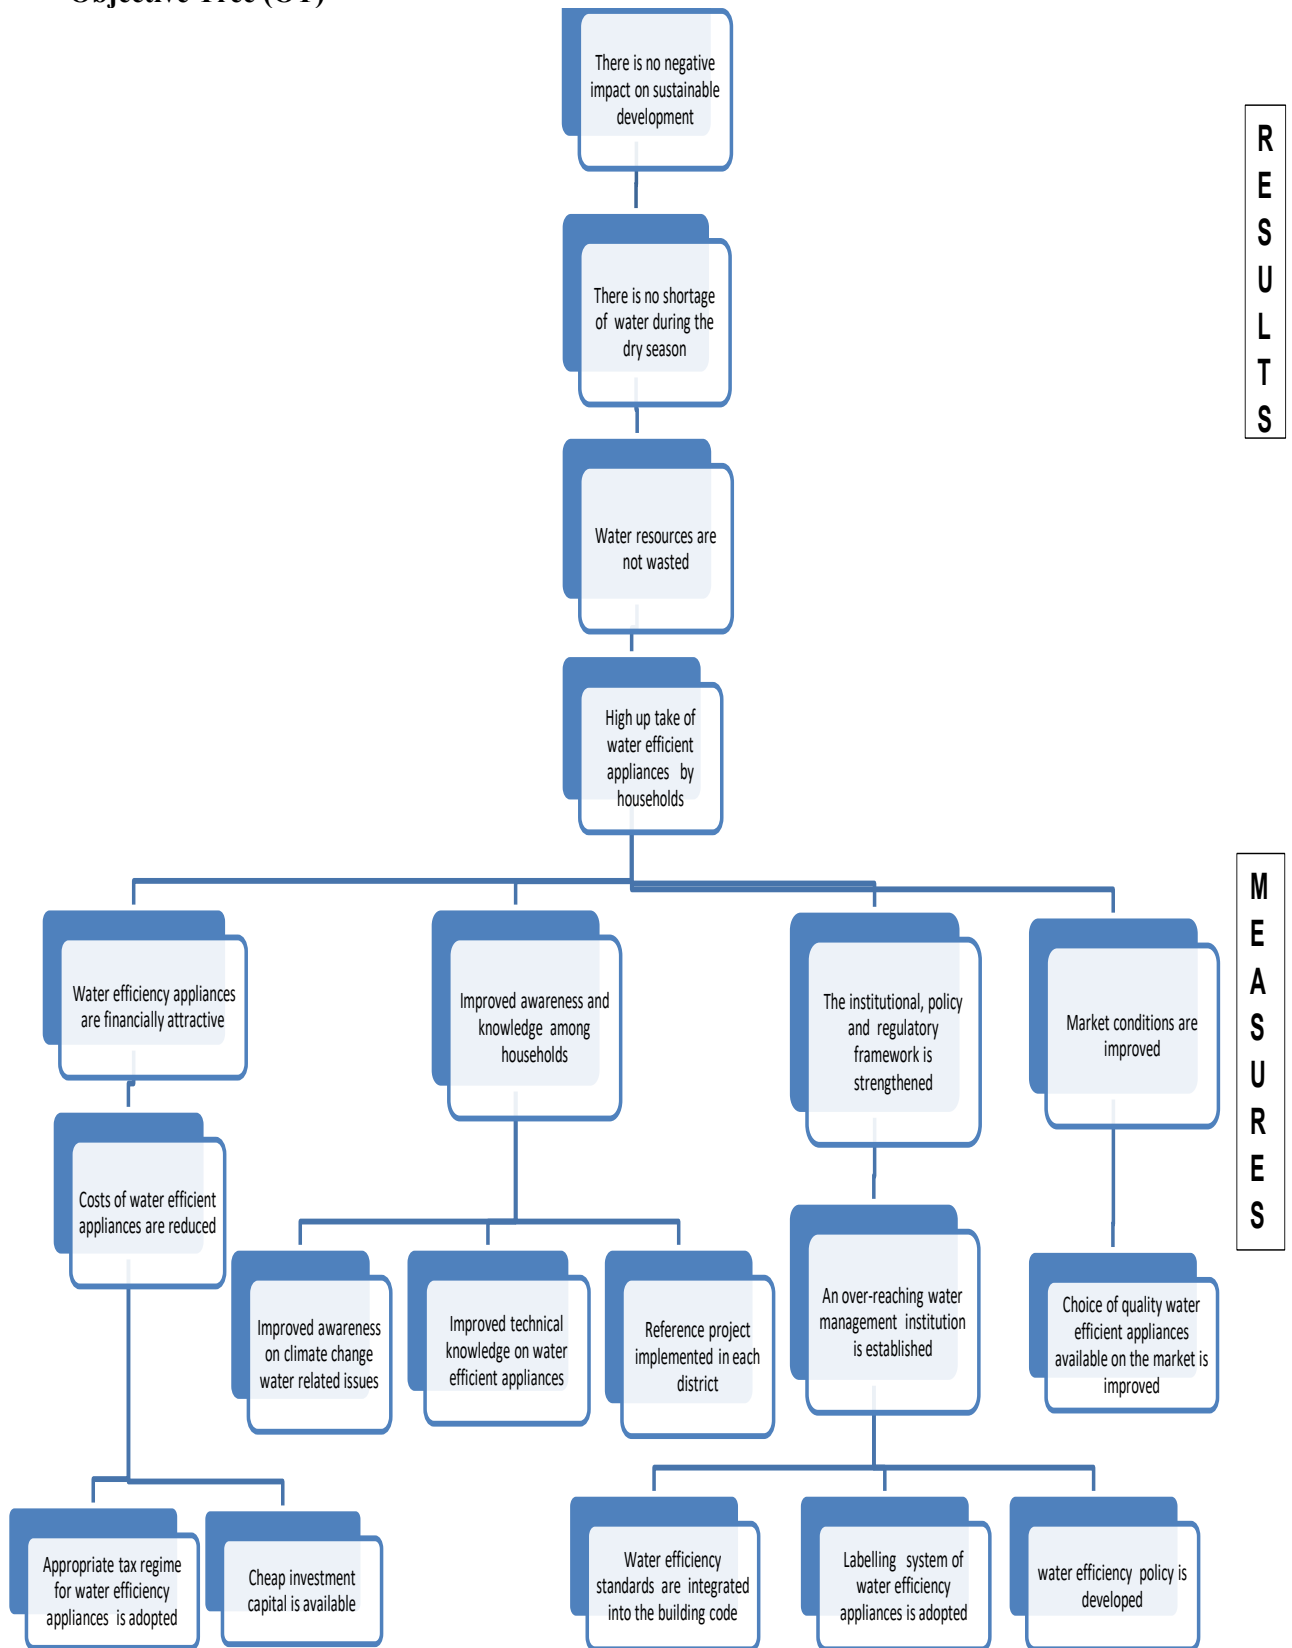 Objective Tree (OT)
There is no negative
impact on sustainable
development
R
E
S
U
L
T
S
There is no shortage
of water during the
dry season
Water resources are
not wasted
High up take of
water efficient
appliances by
households
M
E
A
S
U
R
E
S
Water efficiency appliances
are financially attractive
Improved awareness and
knowledge among
households
The institutional, policy
and regulatory
framework is
strengthened
Market conditions are
improved
Costs of water efficient
appliances are reduced
Improved awareness
on climate change
water related issues
Improved technical
knowledge on water
efficient appliances
Reference project
implemented in each
district
An over-reaching water
management institution
is established
Choice of quality water
efficient appliances
available on the market is
improved
Appropriate tax regime
for water efficiency
appliances is adopted
Cheap investment
capital is available
Water efficiency
standards are integrated
into the building code
Labelling system of
water efficiency
appliances is adopted
water efficiency policy is
developed